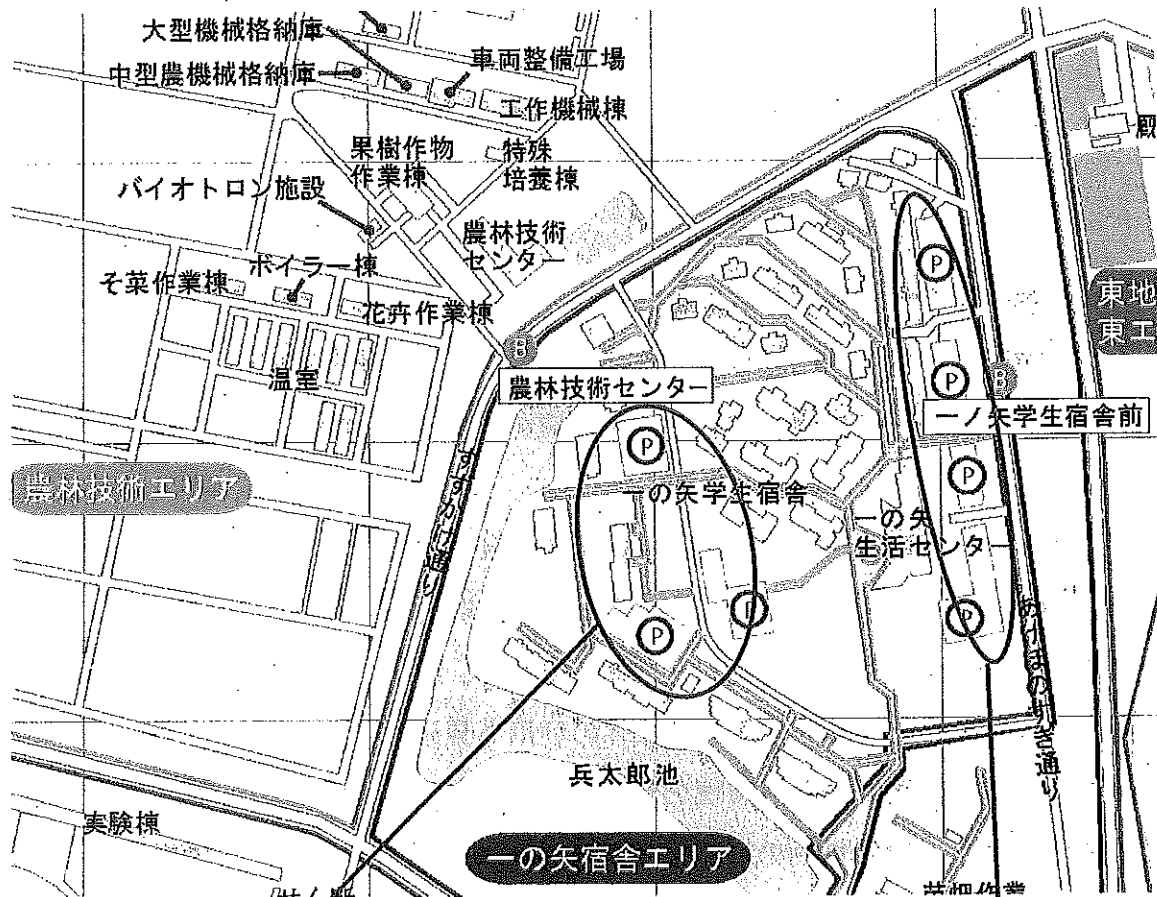 大型機械格納庫
中型農機械格納庫
車両整備工場
工作機械棟
果樹作物
作業棟
特殊
培養棟
バイオトロン施設
農林技術
センター
そ菜作業棟
ボイラー棟
花卉作業棟
温室
B
農林技術センター
P
P
B
一ノ矢学生宿舎前
東地
東エ
農林技術エリア
すずかけ通り
P
一の矢学生宿舎
P
一の矢
生活センター
P
P
P
あけぼの
通り
兵太郎池
実験棟
一の矢宿舎エリア